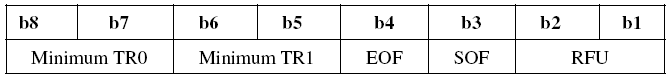 b8 b7 b6 b5 b4 b3 b2 b1
Minimum TR0 Minimum TR1 EOF SOF RFU